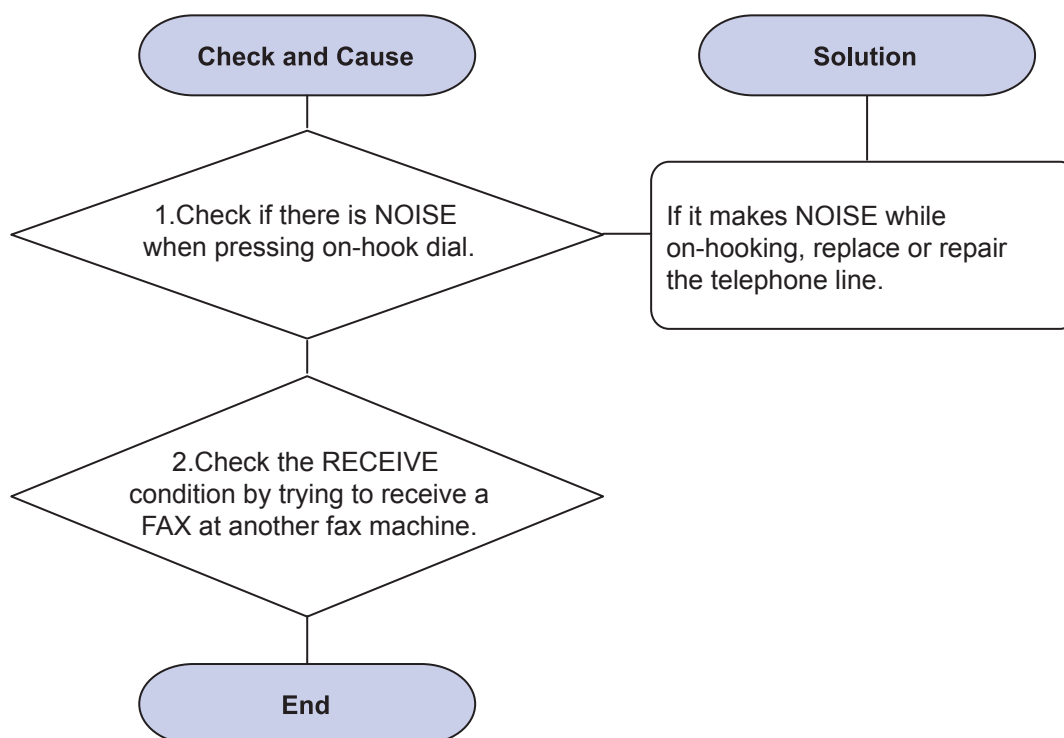 Check and Cause
Solution
1.Check if there is NOISE
when pressing on-hook dial.
If it makes NOISE while
on-hooking, replace or repair
the telephone line.
2.Check the RECEIVE
condition by trying to receive a
FAX at another fax machine.
End